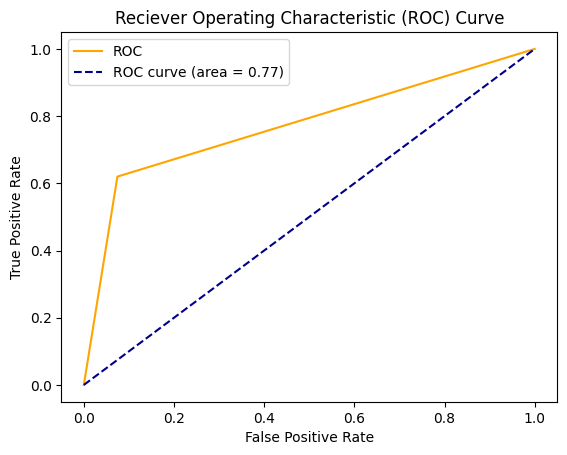 Reciever Operating Characteristic (ROC) Curve
ROC
ROC curve (area = 0.77)
True Positive Rate
1.0
0.8
0.6
0.4
0.2
0.0
0.0 0.2 0.4 0.6 0.8 1.0
False Positive Rate